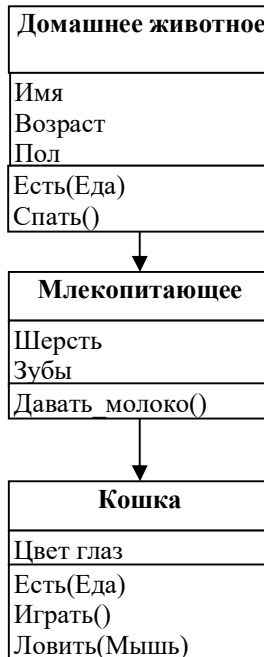 Домашнее животное
Имя
Возраст
Пол
Есть(Еда)
Спать()
Млекопитающее
Шерсть
Зубы
Давать_молоко()
Кошка
Цвет глаз
Есть(Еда)
Играть()
Ловить(Мышь)